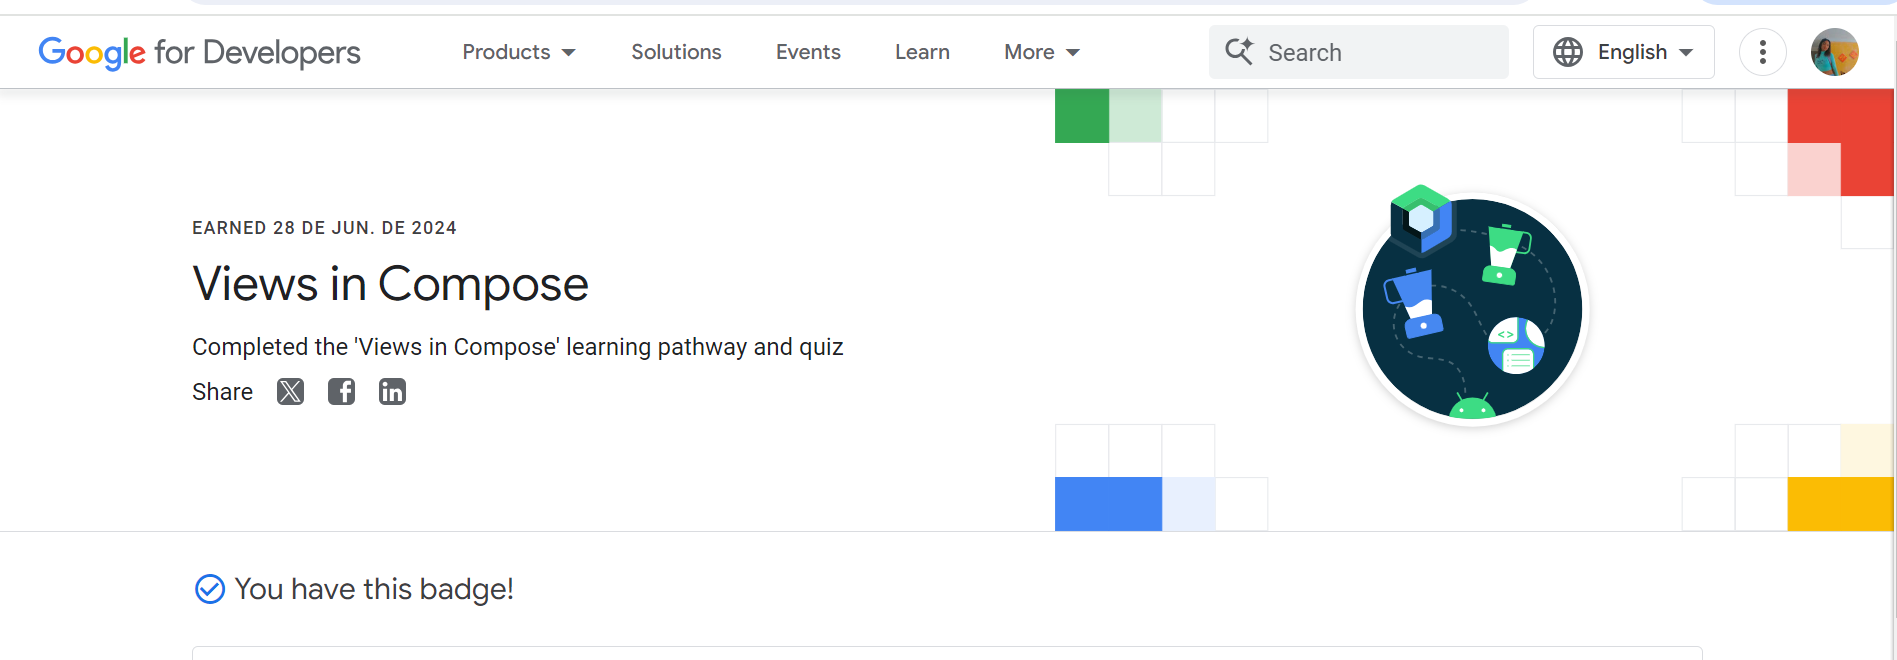 Google for Developers
Products
Solutions
Events
Learn
More
Search
English
EARNED 28 DE JUN. DE 2024
Views in Compose
Completed the 'Views in Compose' learning pathway and quiz
Share
You have this badge!